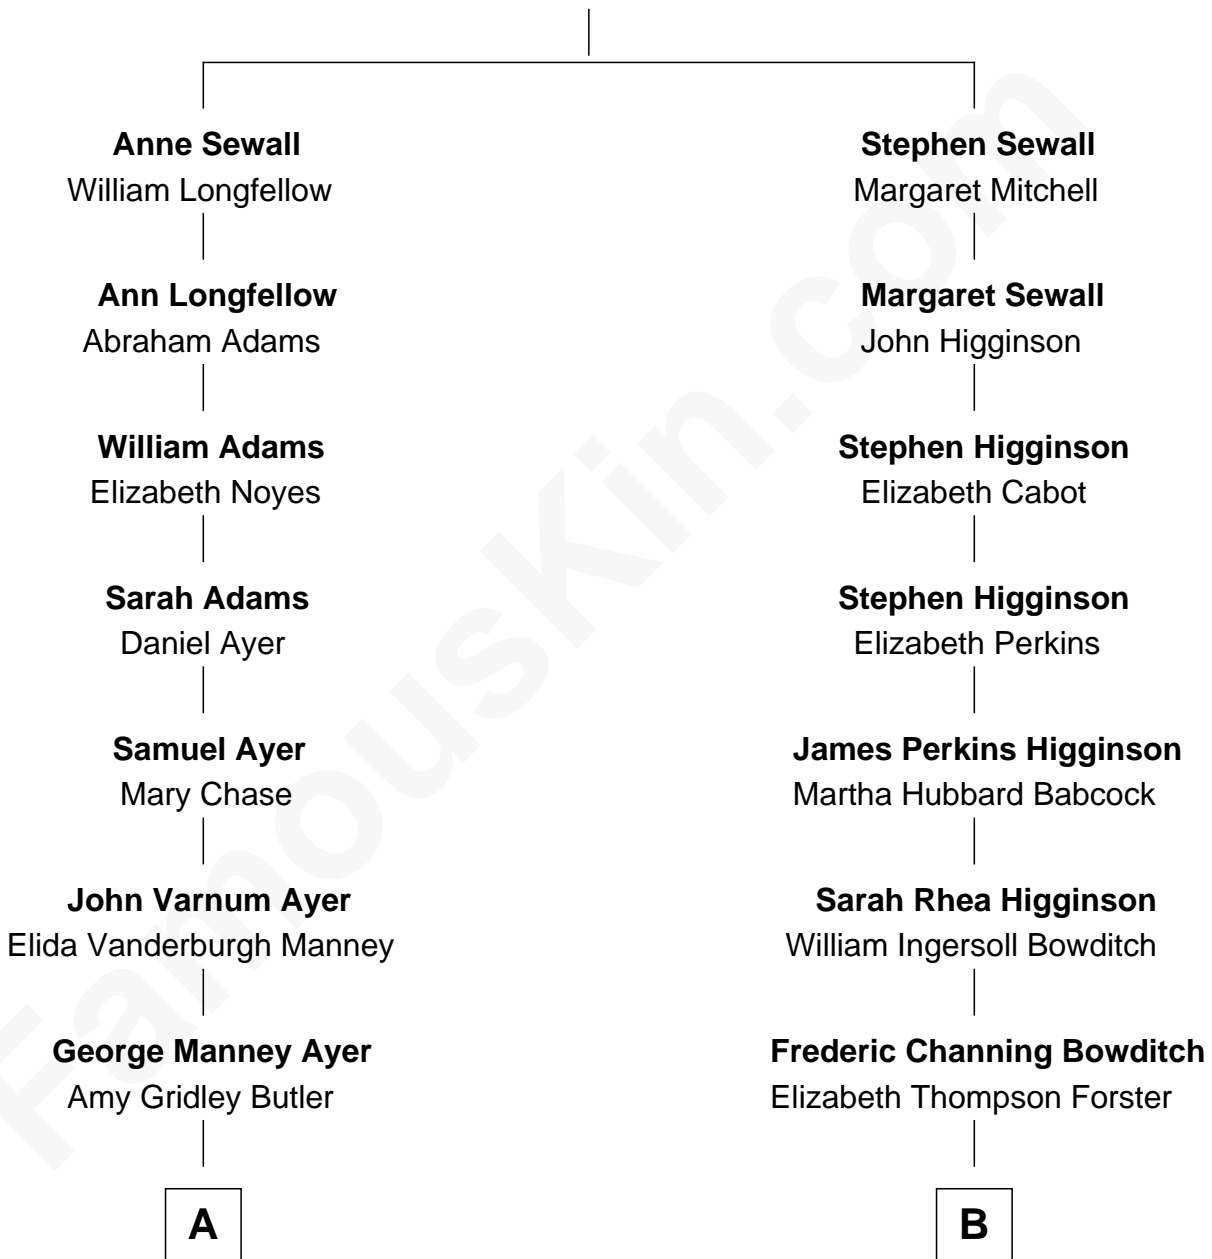 Anne Sewall
William Longfellow
Ann Longfellow
Abraham Adams
William Adams
Elizabeth Noyes
Sarah Adams
Daniel Ayer
Samuel Ayer
Mary Chase
John Varnum Ayer
Elida Vanderburgh Manney
George Manney Ayer
Amy Gridley Butler
A
Stephen Sewall
Margaret Mitchell
Margaret Sewall
John Higginson
Stephen Higginson
Elizabeth Cabot
Stephen Higginson
Elizabeth Perkins
James Perkins Higginson
Martha Hubbard Babcock
Sarah Rhea Higginson
William Ingersoll Bowditch
Frederic Channing Bowditch
Elizabeth Thompson Forster
B
FamousKin.com